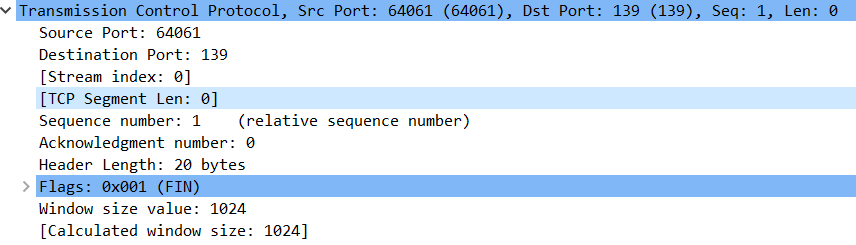 Transmission Control Protocol, Src Port: 64061 (64061), Dst Port: 139 (139), Seq: 1, Len: 0
Source Port: 64061
Destination Port: 139
[Stream index: 0]
[TCP Segment Len: 0]
Sequence number: 1    (relative sequence number)
Acknowledgment number: 0
Header Length: 20 bytes
Flags: 0x001 (FIN)
Window size value: 1024
[Calculated window size: 1024]